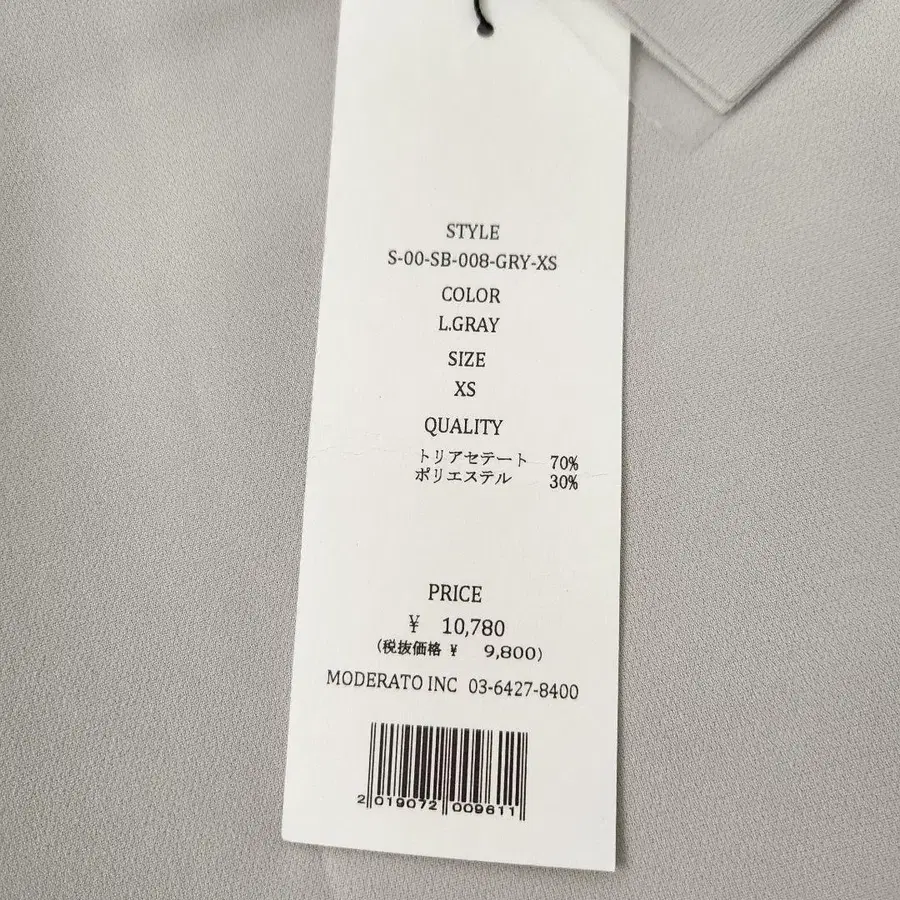 STYLE
S-00-SB-008-GRY-XS
COLOR
L.GRAY
SIZE
XS
QUALITY
トリアセテート 70%
ポリエステル 30%
PRICE
¥ 10,780
(税抜価格 ¥ 9,800)
MODERATO INC 03-6427-8400
2 019072 009611